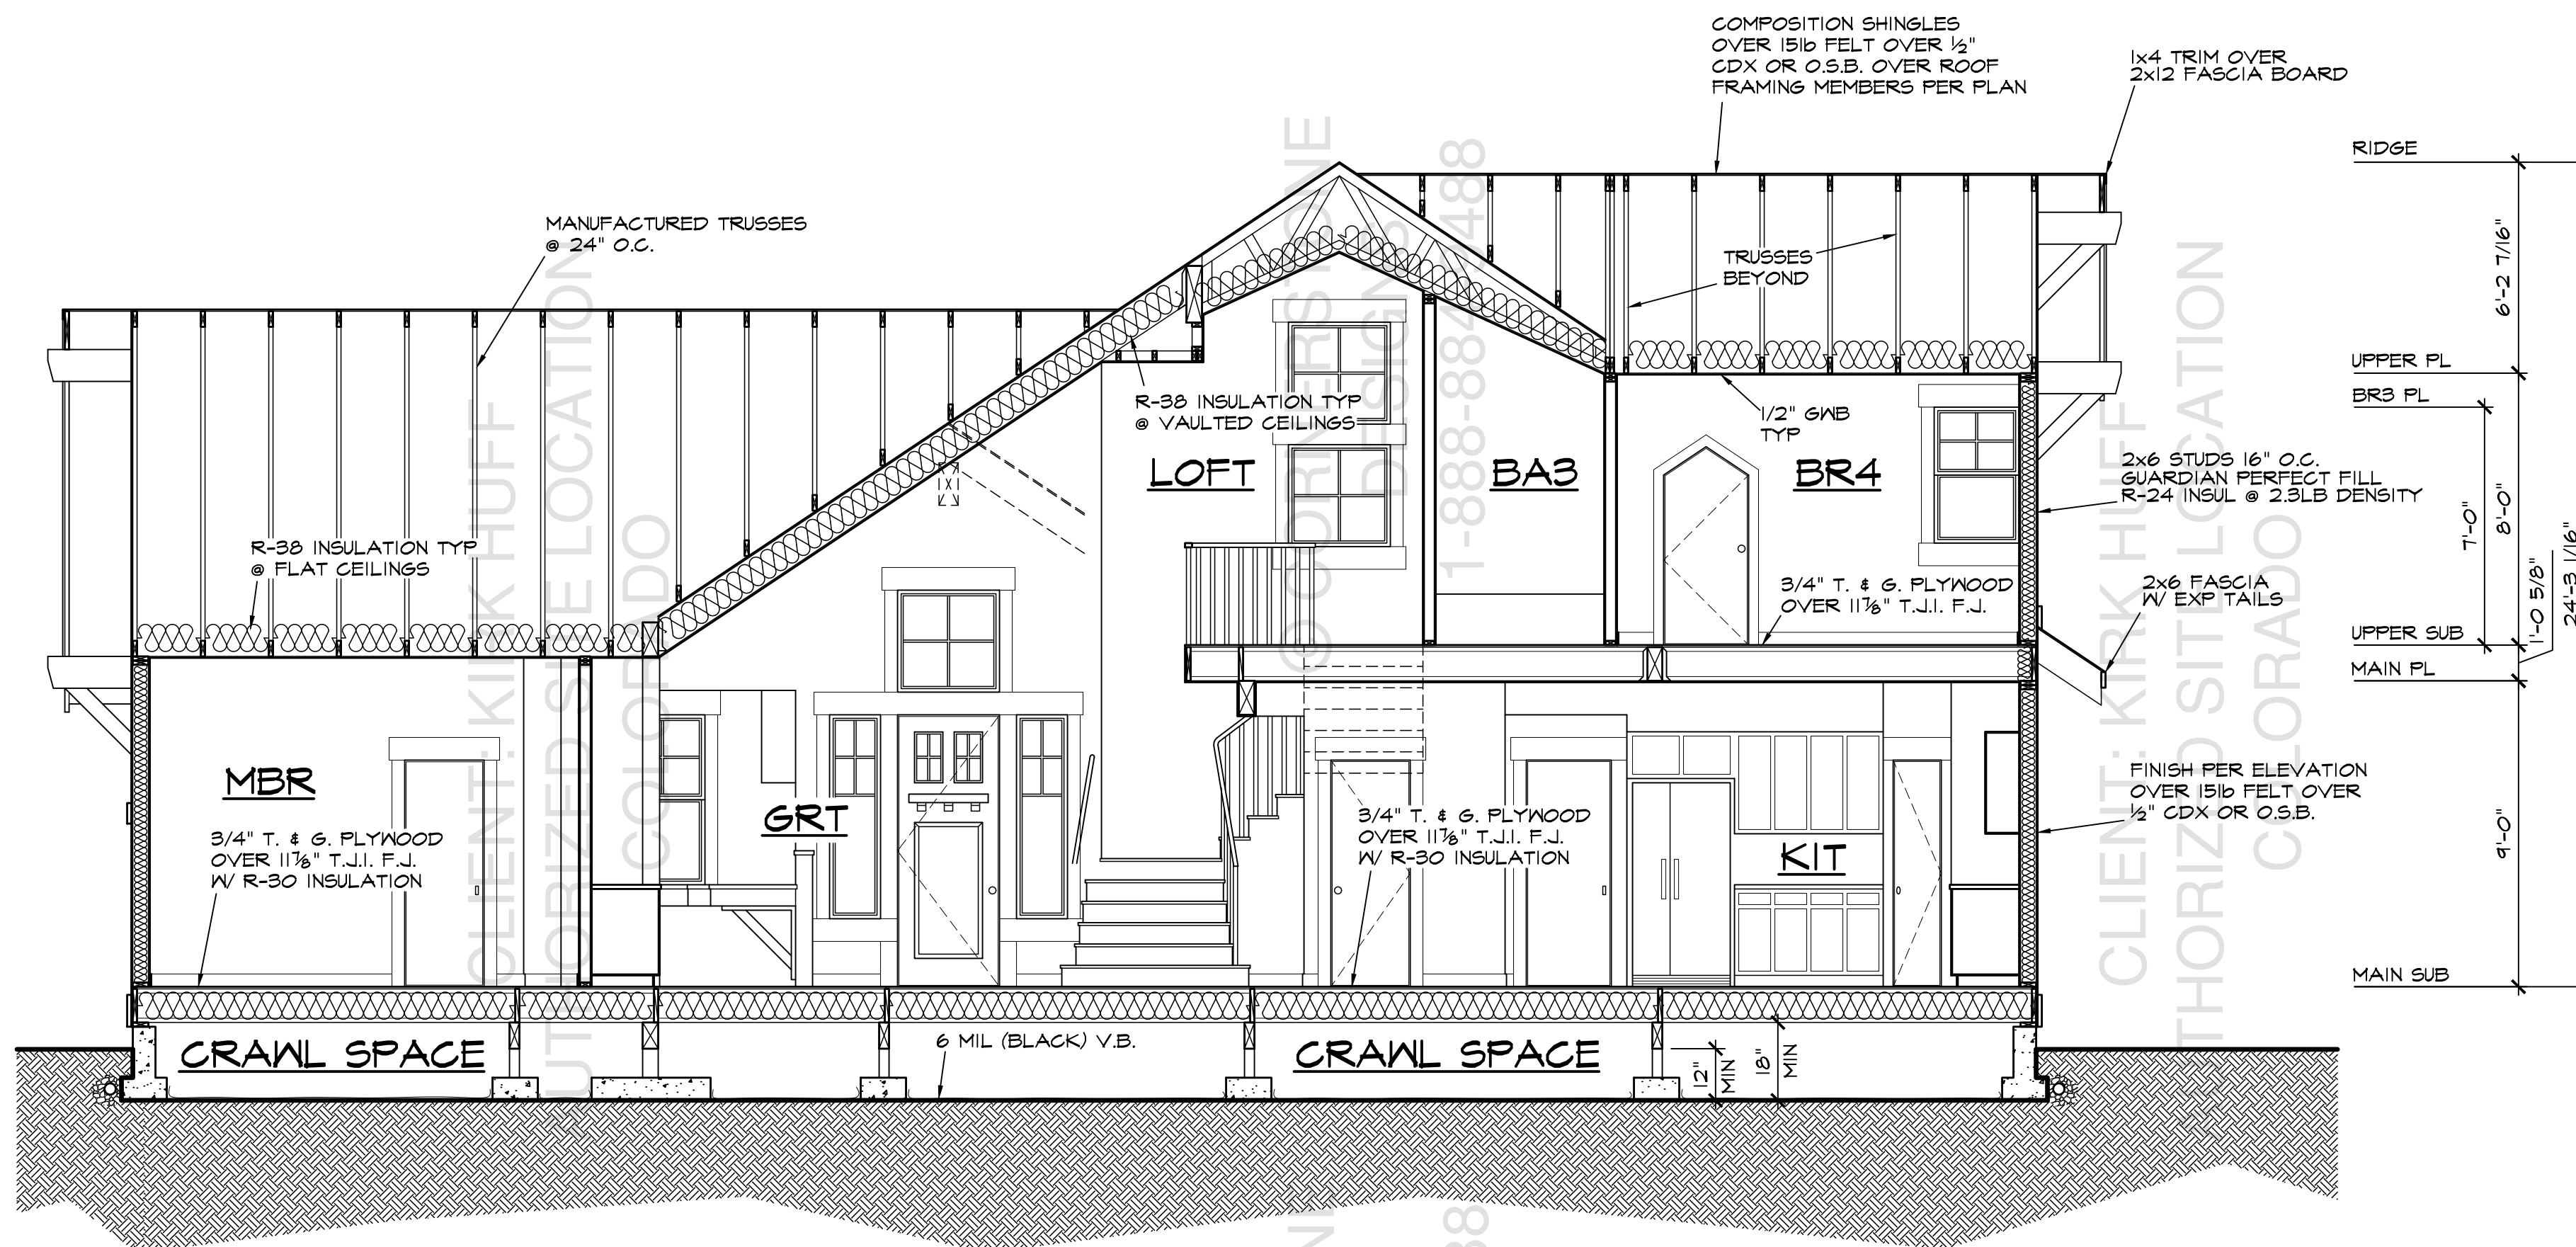 COMPOSITION SHINGLES
OVER 15lb FELT OVER ½"
CDX OR O.S.B. OVER ROOF
FRAMING MEMBERS PER PLAN
1x4 TRIM OVER
2x12 FASCIA BOARD
RIDGE
MANUFACTURED TRUSSES
@ 24" O.C.
TRUSSES
BEYOND
6'-2 7/16"
UPPER PL
BR3 PL
R-38 INSULATION TYP
@ VAULTED CEILINGS
1/2" GWB
TYP
LOFT
BA3
BR4
2x6 STUDS 16" O.C.
GUARDIAN PERFECT FILL
R-24 INSUL @ 2.3LB DENSITY
7'-0"
8'-0"
R-38 INSULATION TYP
@ FLAT CEILINGS
3/4" T. & G. PLYWOOD
OVER 11⅞" T.J.I. F.J.
2x6 FASCIA
W/ EXP TAILS
1'-0 5/8"
24'-3 1/16"
UPPER SUB
MAIN PL
MBR
GRT
KIT
3/4" T. & G. PLYWOOD
OVER 11⅞" T.J.I. F.J.
W/ R-30 INSULATION
3/4" T. & G. PLYWOOD
OVER 11⅞" T.J.I. F.J.
W/ R-30 INSULATION
FINISH PER ELEVATION
OVER 15lb FELT OVER
½" CDX OR O.S.B.
9'-0"
MAIN SUB
CRAWL SPACE
6 MIL (BLACK) V.B.
CRAWL SPACE
12"
MIN
18"
MIN
CLIENT: KIRK HUFF
AUTHORIZED SITE LOCATION
COLORADO
© CORNERSTONE
DESIGNS
1-888-884-9488
CLIENT: KIRK HUFF
THORIZED SITE LOCATION
COLORADO